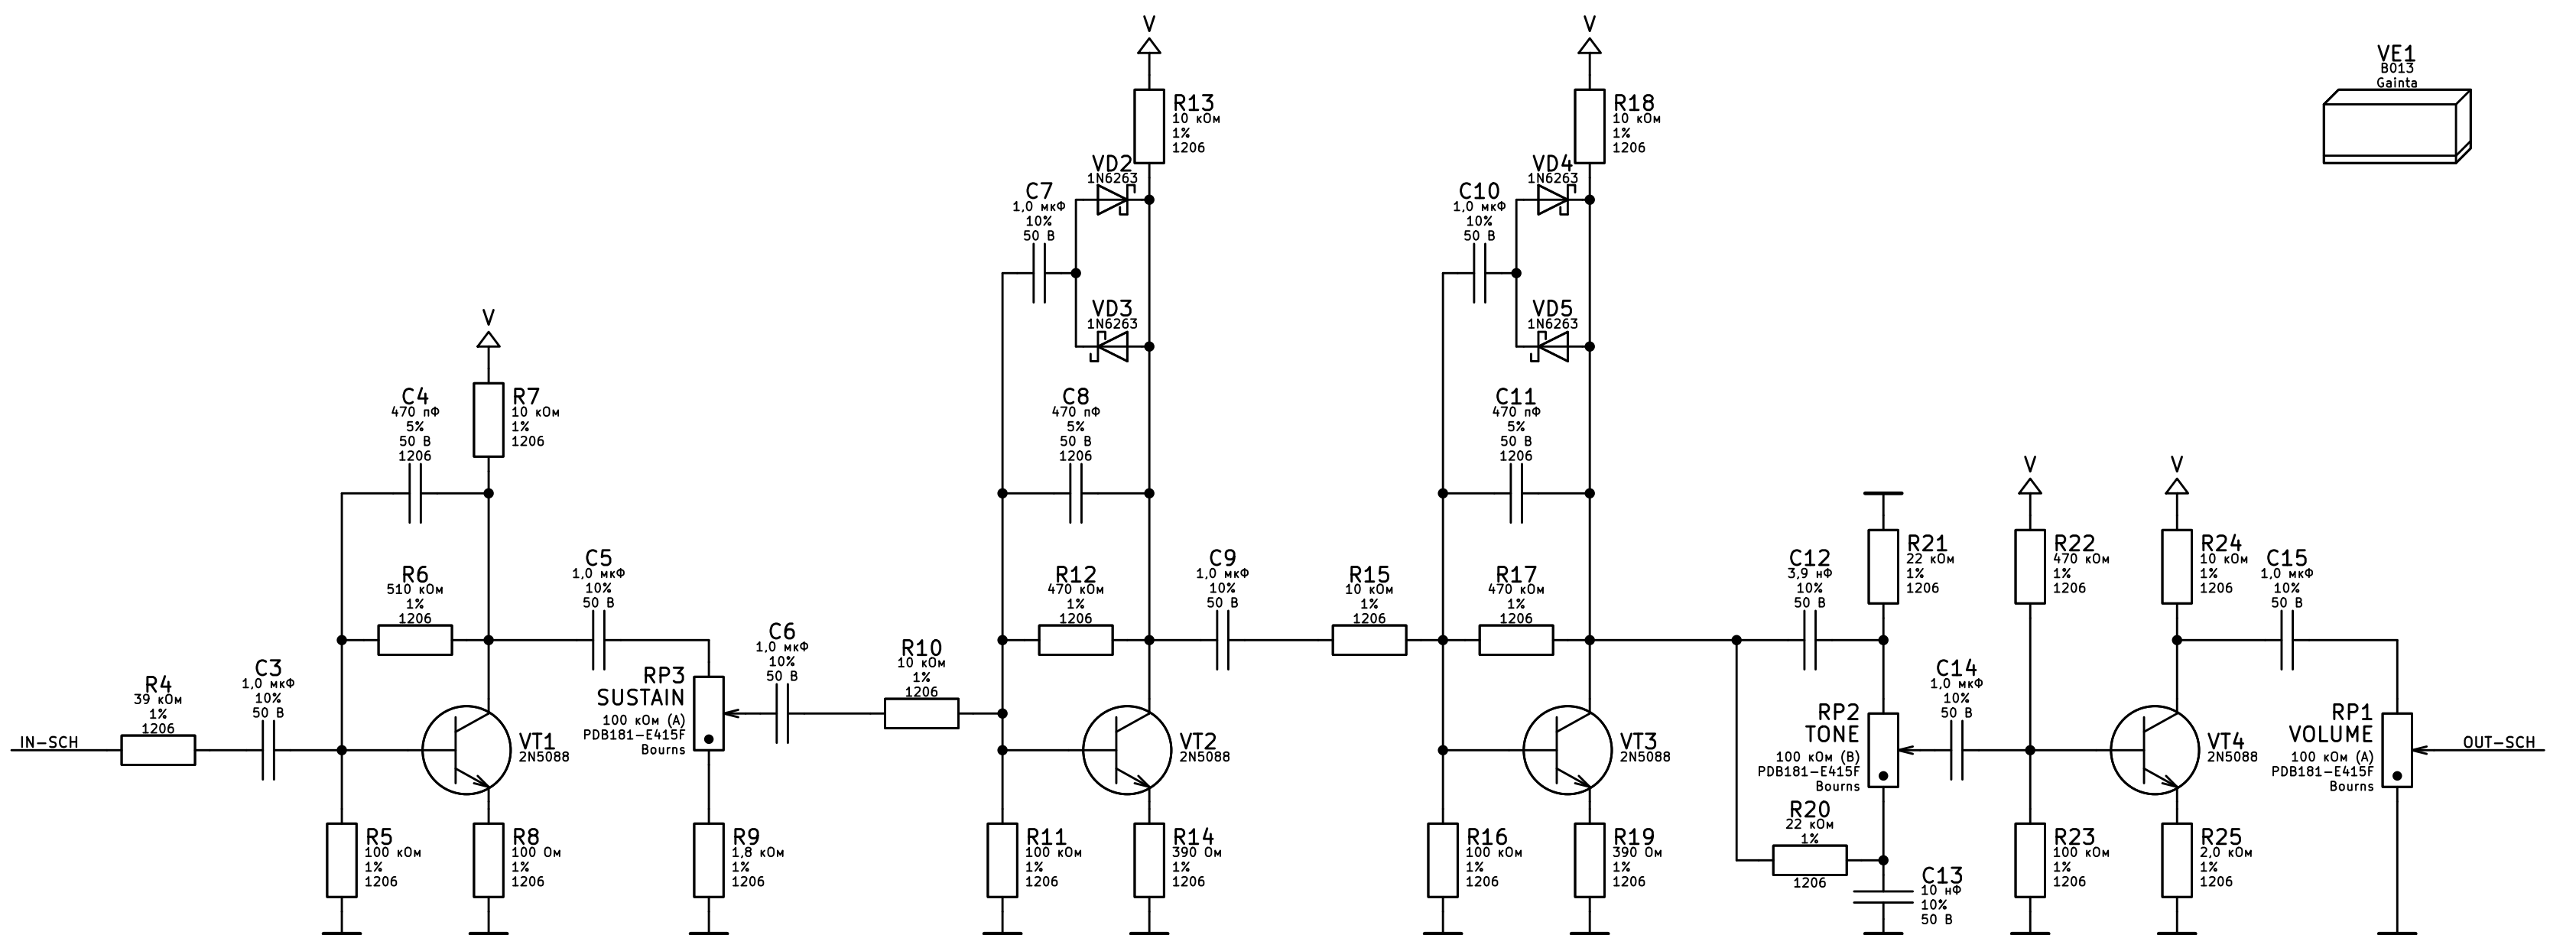 V
V
VE1
B013
Gainta
R13
10 кОм
1%
1206
R18
10 кОм
1%
1206
VD2
1N6263
VD4
1N6263
C7
1,0 мкФ
10%
50 В
C10
1,0 мкФ
10%
50 В
VD3
1N6263
VD5
1N6263
V
C4
470 пФ
5%
50 В
1206
R7
10 кОм
1%
1206
C8
470 пФ
5%
50 В
1206
C11
470 пФ
5%
50 В
1206
V
V
R6
510 кОм
1%
1206
C5
1,0 мкФ
10%
50 В
R12
470 кОм
1%
1206
C9
1,0 мкФ
10%
50 В
R15
10 кОм
1%
1206
R17
470 кОм
1%
1206
C12
3,9 нФ
10%
50 В
R21
22 кОм
1%
1206
R22
470 кОм
1%
1206
R24
10 кОм
1%
1206
C15
1,0 мкФ
10%
50 В
IN-SCH
R4
39 кОм
1%
1206
C3
1,0 мкФ
10%
50 В
VT1
2N5088
RP3
SUSTAIN
100 кОм (A)
PDB181-E415F
Bourns
C6
1,0 мкФ
10%
50 В
R10
10 кОм
1%
1206
VT2
2N5088
VT3
2N5088
RP2
TONE
100 кОм (B)
PDB181-E415F
Bourns
C14
1,0 мкФ
10%
50 В
VT4
2N5088
RP1
VOLUME
100 кОм (A)
PDB181-E415F
Bourns
OUT-SCH
R5
100 кОм
1%
1206
R8
100 Ом
1%
1206
R9
1,8 кОм
1%
1206
R11
100 кОм
1%
1206
R14
390 Ом
1%
1206
R16
100 кОм
1%
1206
R19
390 Ом
1%
1206
R20
22 кОм
1%
1206
C13
10 нФ
10%
50 В
R23
100 кОм
1%
1206
R25
2,0 кОм
1%
1206